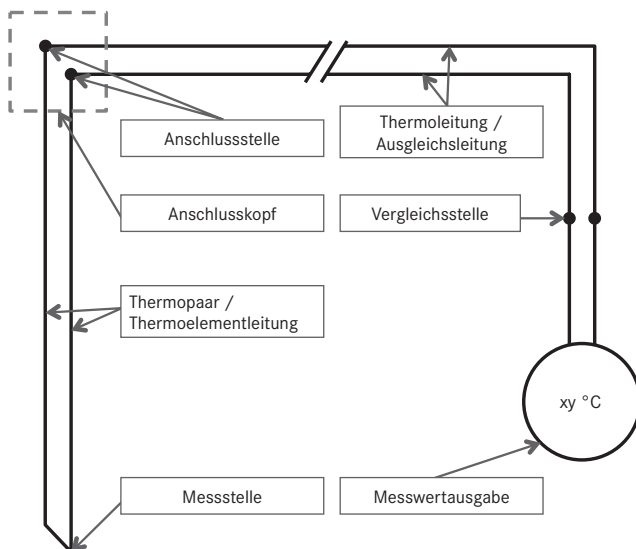 Anschlussstelle
Thermoleitung /
Ausgleichsleitung
Anschlusskopf
Vergleichsstelle
Thermopaar /
Thermoelementleitung
xy °C
Messstelle
Messwertausgabe